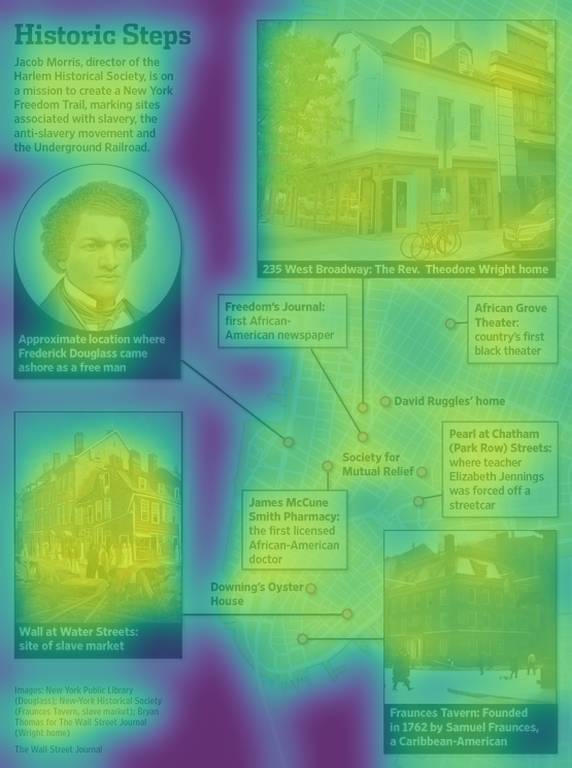 Historic Steps
Jacob Morris, director of the
Harlem Historical Society, is on
a mission to create a New York
Freedom Trail, marking sites
associated with slavery, the
anti-slavery movement and
the Underground Railroad.
235 West Broadway: The Rev. Theodore Wright home
Approximate location where
Frederick Douglass came
ashore as a free man
Freedom's Journal:
first African-
American newspaper
African Grove
Theater:
country's first
black theater
David Ruggles' home
Pearl at Chatham
(Park Row) Streets:
where teacher
Elizabeth Jennings
was forced off a
streetcar
Society for
Mutual Relief
James McCune
Smith Pharmacy:
the first licensed
African-American
doctor
Downing's Oyster
House
Wall at Water Streets:
site of slave market
Fraunces Tavern: Founded
in 1762 by Samuel Fraunces,
a Caribbean-American
Images: New York Public Library
(Douglass); New-York Historical Society
(Fraunces Tavern, slave market); Bryan
Thomas for The Wall Street Journal
(Wright home)
The Wall Street Journal